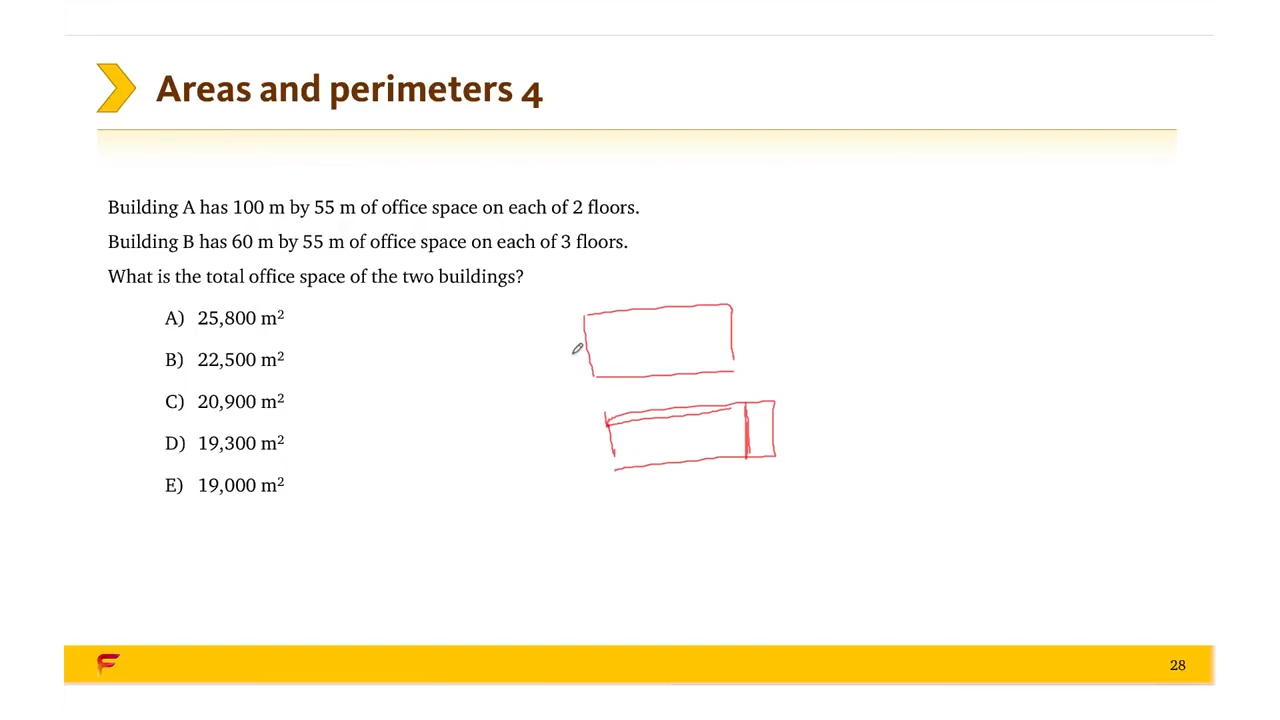 Areas and perimeters 4
Building A has 100 m by 55 m of office space on each of 2 floors.
Building B has 60 m by 55 m of office space on each of 3 floors.
What is the total office space of the two buildings?
A) 25,800 m²
B) 22,500 m²
C) 20,900 m²
D) 19,300 m²
E) 19,000 m²
28